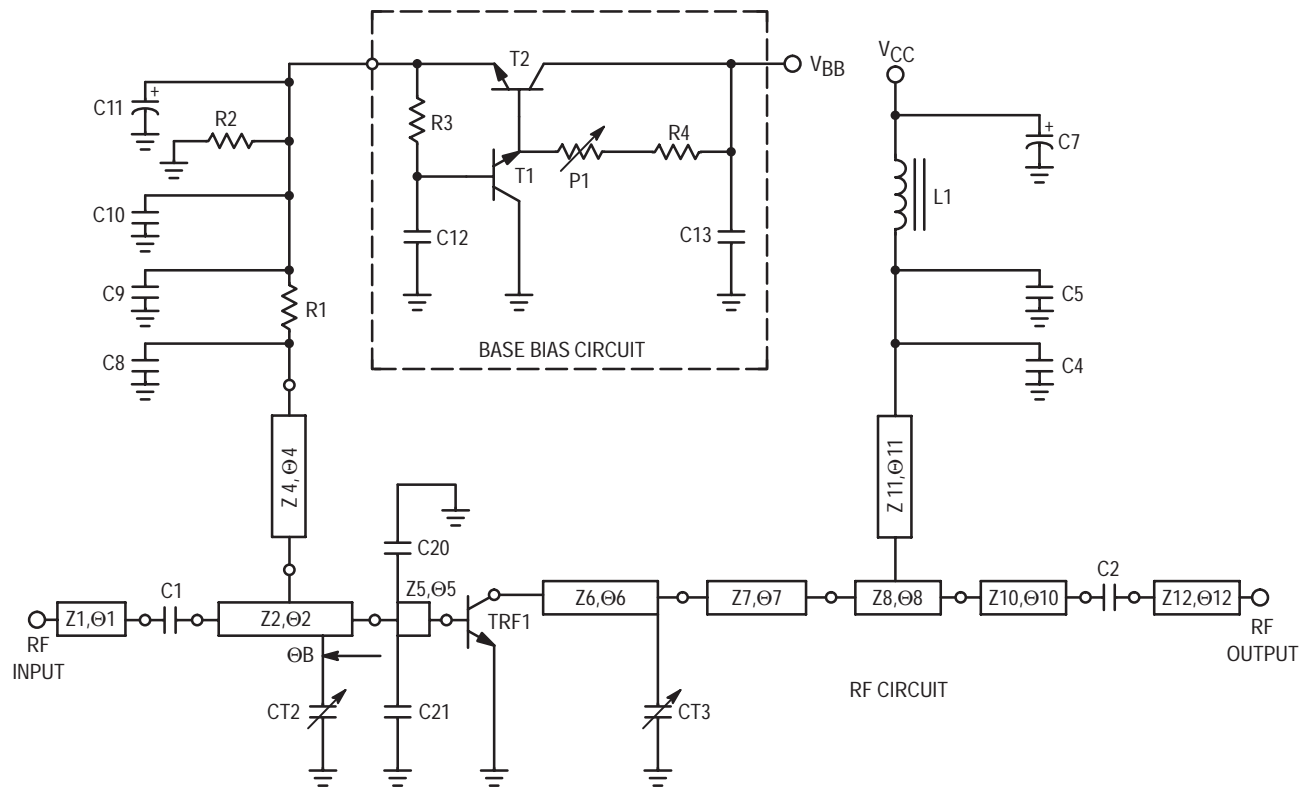 T2
VBB
VCC
C11
+
R2
R3
R4
+
C7
T1
P1
L1
C10
C12
C13
C9
R1
C5
C8
BASE BIAS CIRCUIT
C4
Z 4,Θ4
Z 11,Θ11
C20
Z5,Θ5
C1
C2
Z1,Θ1
Z2,Θ2
TRF1
Z6,Θ6
Z7,Θ7
Z8,Θ8
Z10,Θ10
Z12,Θ12
RF
INPUT
ΘB
RF
OUTPUT
RF CIRCUIT
CT2
C21
CT3